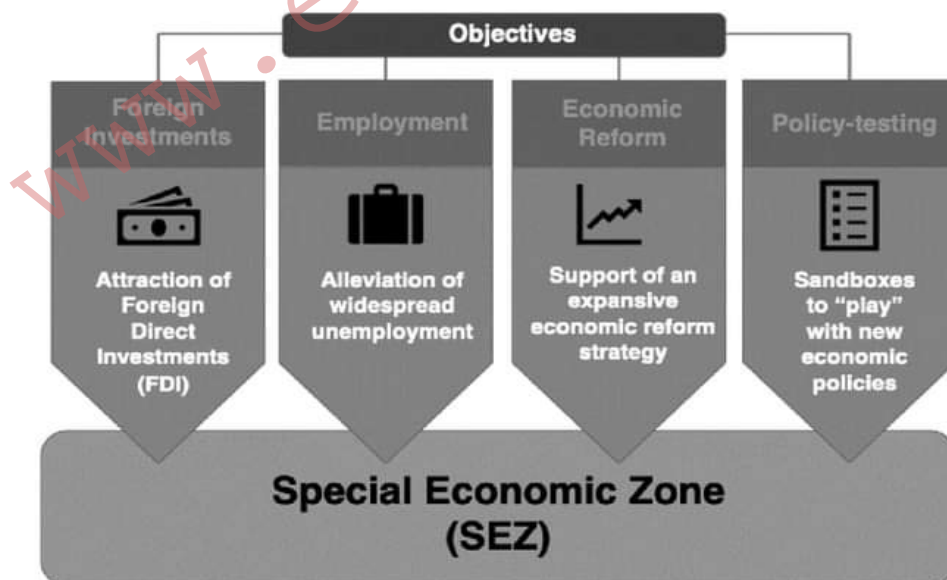 www.e
Objectives
Foreign
Investments
Attraction of
Foreign
Direct
Investments
(FDI)
Employment
Alleviation of
widespread
unemployment
Economic
Reform
Support of an
expansive
economic reform
strategy
Policy-testing
Sandboxes
to “play”
with new
economic
policies
Special Economic Zone
(SEZ)